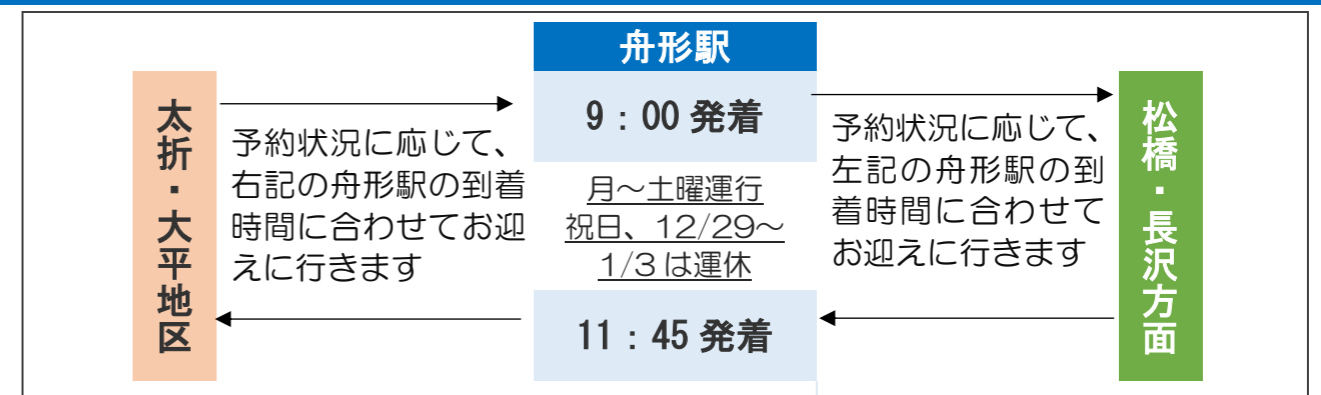 舟形駅
太折・大平地区
予約状況に応じて、
右記の舟形駅の到着
時間に合わせてお迎
えに行きます
9：00 発着
月～土曜運行
祝日、12/29～
1/3 は運休
11：45 発着
予約状況に応じて、
左記の舟形駅の到
着時間に合わせて
お迎えに行きます
松橋・長沢方面